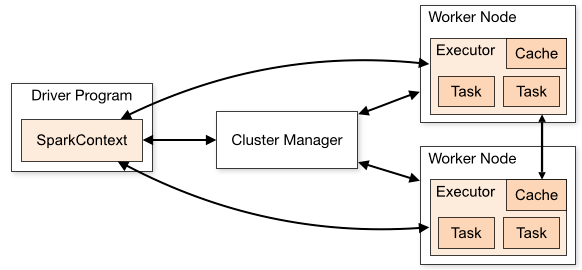 Driver Program
SparkContext
Cluster Manager
Worker Node
Executor
Cache
Task
Task
Worker Node
Executor
Cache
Task
Task